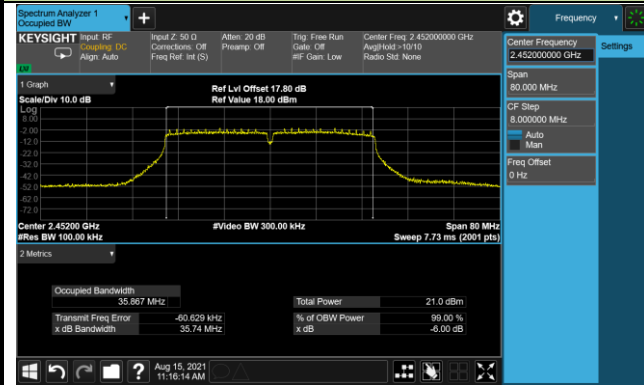 Spectrum Analyzer 1
Occupied BW
+
Frequency
KEYSIGHT
Input: RF
Coupling: DC
Align: Auto
Input Z: 50 Ω
Corrections: Off
Freq Ref: Int (S)
Atten: 20 dB
Preamp: Off
Trig: Free Run
Gate: Off
#IF Gain: Low
Center Freq: 2.452000000 GHz
Avg|Hold:>10/10
Radio Std: None
Center Frequency
2.452000000 GHz
Settings
Span
80.000 MHz
CF Step
8.000000 MHz
Auto
Man
Freq Offset
0 Hz
1 Graph
Scale/Div 10.0 dB
Ref Lvl Offset 17.80 dB
Ref Value 18.00 dBm
Log
8.00
-2.00
-12.0
-22.0
-32.0
-42.0
-52.0
-62.0
-72.0
Center 2.45200 GHz
#Res BW 100.00 kHz
#Video BW 300.00 kHz
Span 80 MHz
Sweep 7.73 ms (2001 pts)
2 Metrics
Occupied Bandwidth
35.867 MHz
Total Power 21.0 dBm
Transmit Freq Error -60.629 kHz
% of OBW Power 99.00 %
x dB Bandwidth 35.74 MHz
x dB -6.00 dB
?
Aug 15, 2021
11:16:14 AM